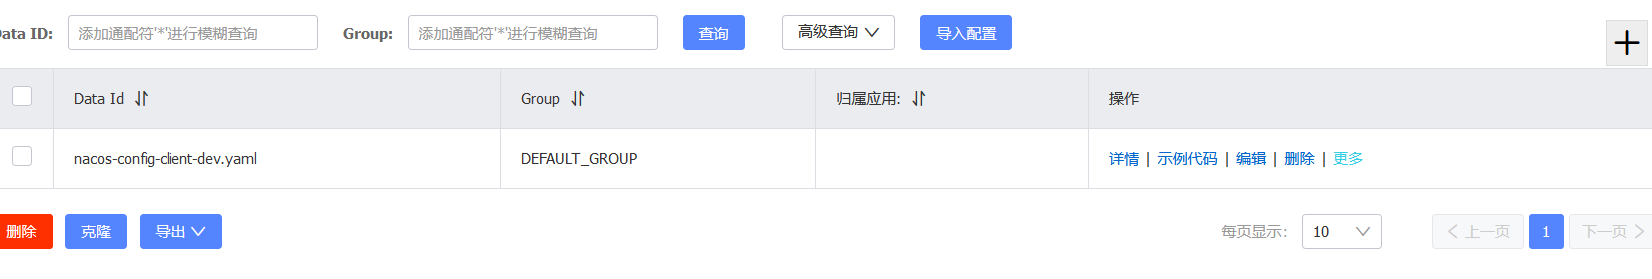 ata ID: 添加通配符'*'进行模糊查询 Group: 添加通配符'*'进行模糊查询 查询 高级查询 导入配置
Data Id Group 归属应用: 操作
nacos-config-client-dev.yaml DEFAULT_GROUP 详情 | 示例代码 | 编辑 | 删除 | 更多
删除 克隆 导出 每页显示: 10 上一页 1 下一页